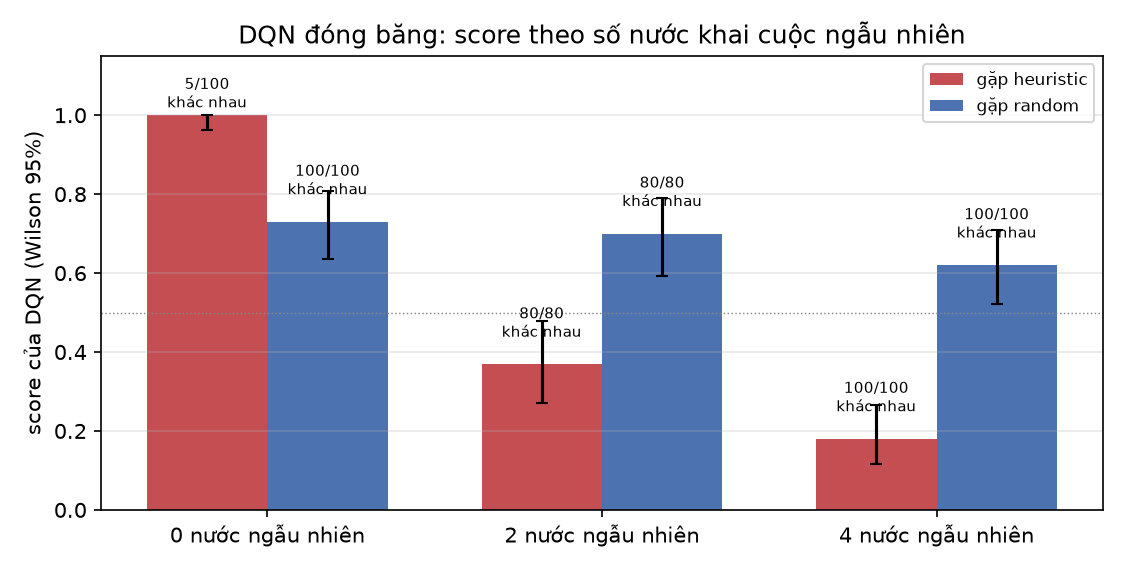 DQN đóng băng: score theo số nước khai cuộc ngẫu nhiên
gặp heuristic
gặp random
score của DQN (Wilson 95%)
1.0
0.8
0.6
0.4
0.2
0.0
5/100
khác nhau
100/100
khác nhau
80/80
khác nhau
80/80
khác nhau
100/100
khác nhau
100/100
khác nhau
0 nước ngẫu nhiên
2 nước ngẫu nhiên
4 nước ngẫu nhiên